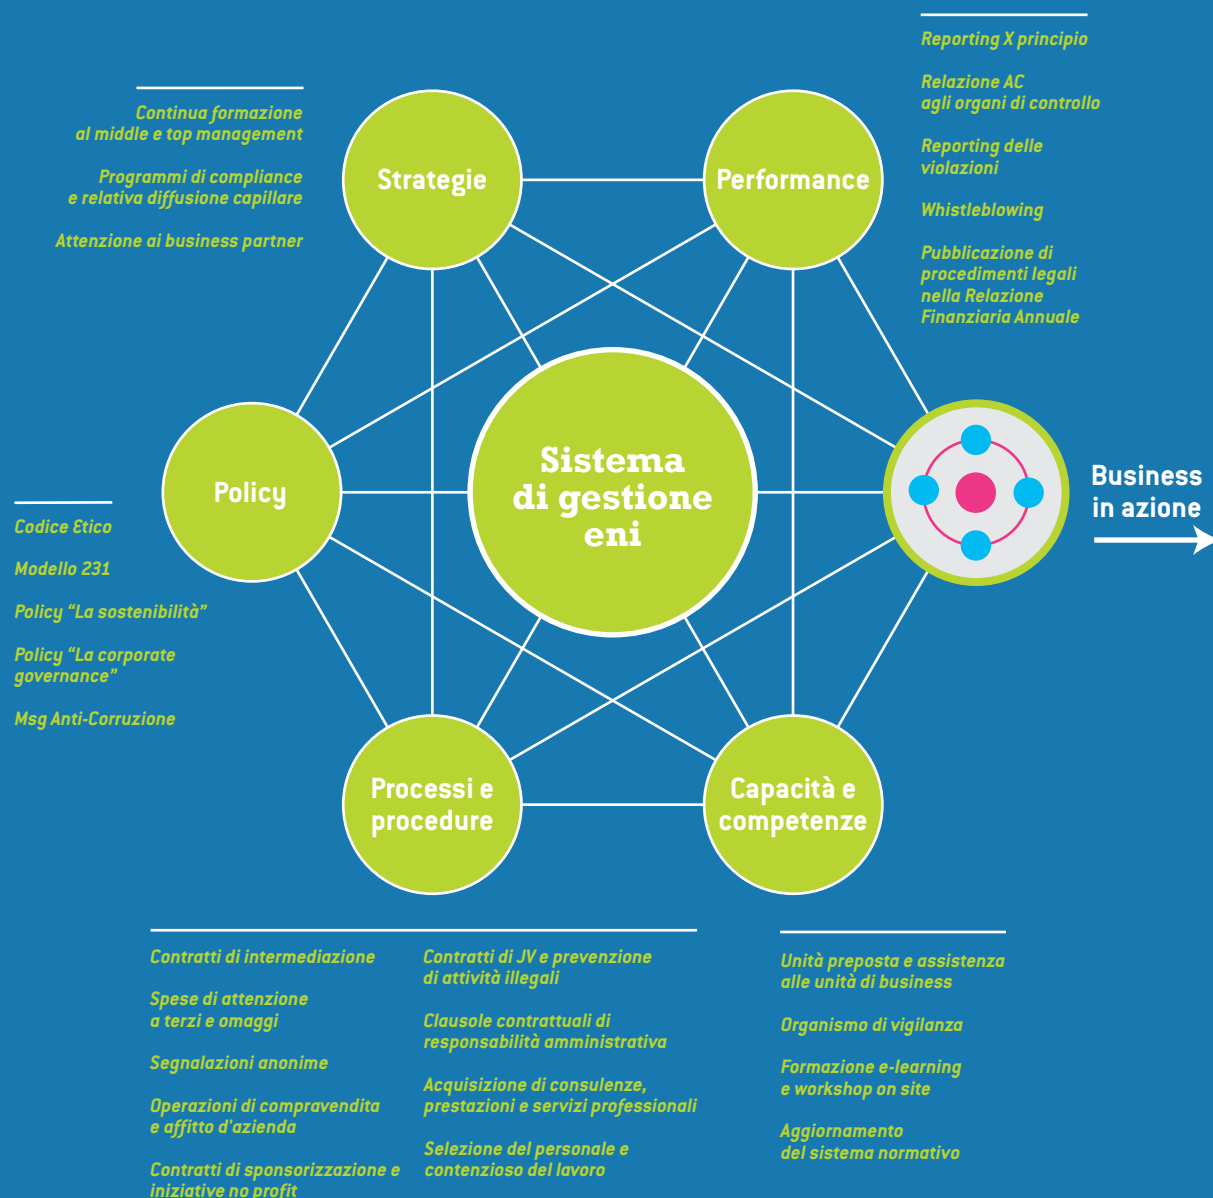 Continua formazione
al middle e top management
Programmi di compliance
e relativa diffusione capillare
Attenzione ai business partner
Strategie
Performance
Reporting X principio
Relazione AC
agli organi di controllo
Reporting delle
violazioni
Whistleblowing
Pubblicazione di
procedimenti legali
nella Relazione
Finanziaria Annuale
Policy
Sistema
di gestione
eni
Business
in azione
Codice Etico
Modello 231
Policy “La sostenibilità”
Policy “La corporate
governance”
Msg Anti-Corruzione
Processi e
procedure
Capacità e
competenze
Contratti di intermediazione
Spese di attenzione
a terzi e omaggi
Segnalazioni anonime
Operazioni di compravendita
e affitto d'azienda
Contratti di sponsorizzazione e
iniziative no profit
Contratti di JV e prevenzione
di attività illegali
Clausole contrattuali di
responsabilità amministrativa
Acquisizione di consulenze,
prestazioni e servizi professionali
Selezione del personale e
contenzioso del lavoro
Unità preposta e assistenza
alle unità di business
Organismo di vigilanza
Formazione e-learning
e workshop on site
Aggiornamento
del sistema normativo